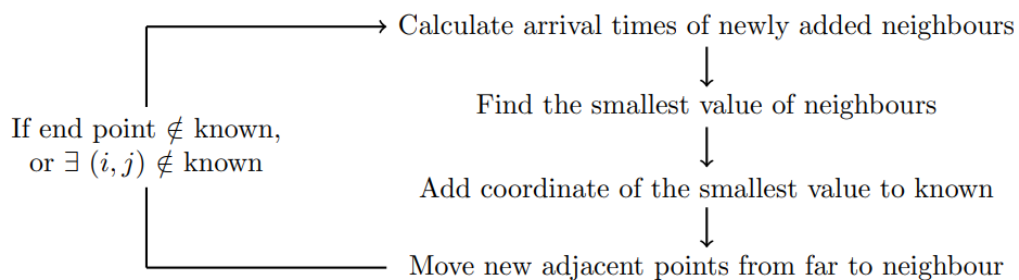 Calculate arrival times of newly added neighbours
Find the smallest value of neighbours
If end point ∉ known,
or ∃ (i, j) ∉ known
Add coordinate of the smallest value to known
Move new adjacent points from far to neighbour